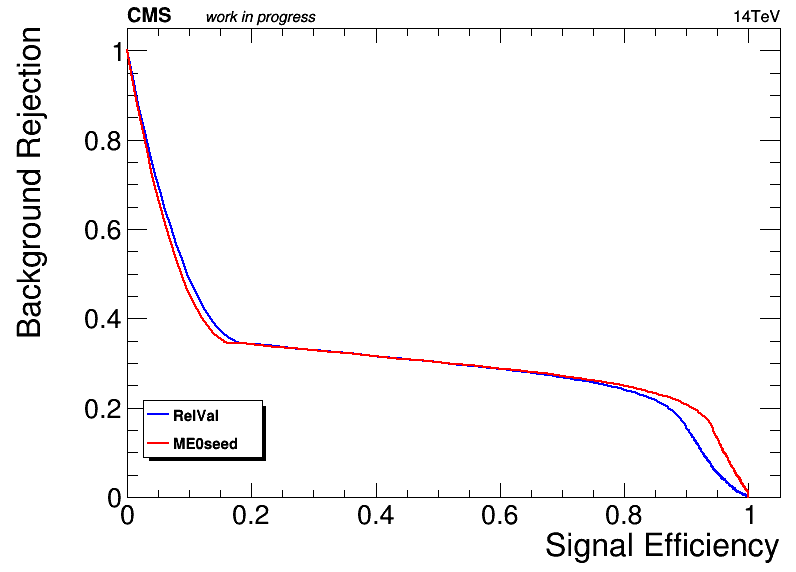 CMS work in progress 14TeV
Background Rejection
1
0.8
0.6
0.4
0.2
0
RelVal
ME0seed
0 0.2 0.4 0.6 0.8 1
Signal Efficiency